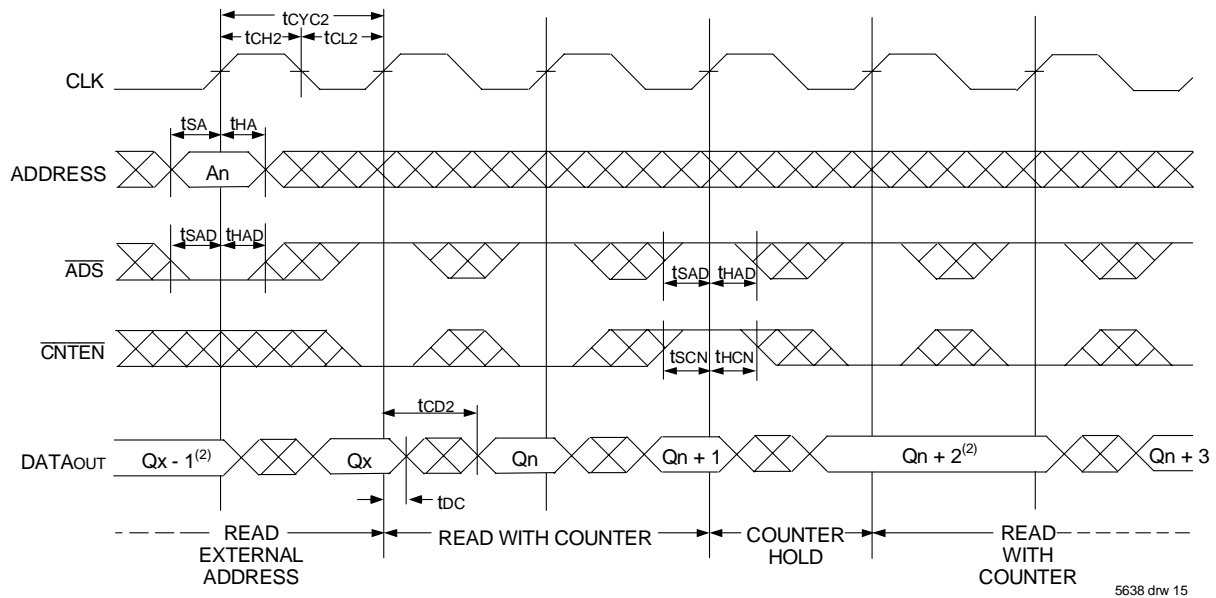 tCYC2
tCH2 tCL2
CLK
tSA tHA
ADDRESS An
tSAD tHAD
ADS
tSAD tHAD
CNTEN
tSCN tHCN
tCD2
DATAOUT Qx - 1(2) Qx Qn Qn + 1 Qn + 2(2) Qn + 3
tDC
READ EXTERNAL ADDRESS
READ WITH COUNTER
COUNTER HOLD
READ WITH COUNTER
5638 drw 15